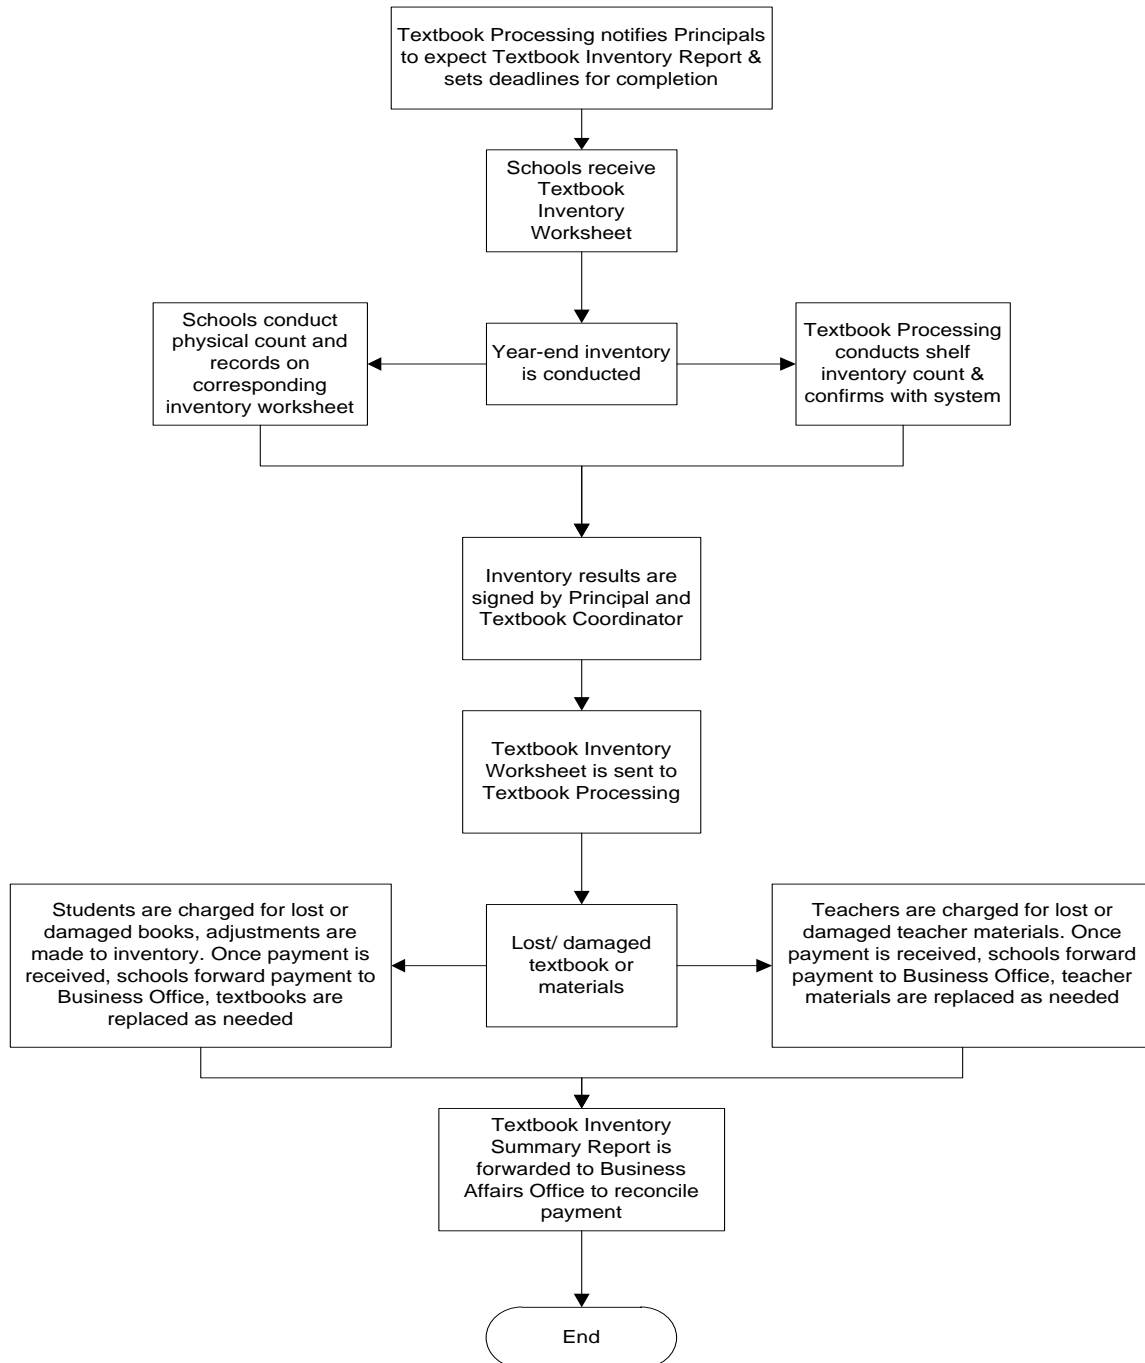 Textbook Processing notifies Principals
to expect Textbook Inventory Report &
sets deadlines for completion
Schools receive
Textbook
Inventory
Worksheet
Schools conduct
physical count and
records on
corresponding
inventory worksheet
Year-end inventory
is conducted
Textbook Processing
conducts shelf
inventory count &
confirms with system
Inventory results are
signed by Principal and
Textbook Coordinator
Textbook Inventory
Worksheet is sent to
Textbook Processing
Students are charged for lost or
damaged books, adjustments are
made to inventory. Once payment is
received, schools forward payment to
Business Office, textbooks are
replaced as needed
Lost/ damaged
textbook or
materials
Teachers are charged for lost or
damaged teacher materials. Once
payment is received, schools forward
payment to Business Office, teacher
materials are replaced as needed
Textbook Inventory
Summary Report is
forwarded to Business
Affairs Office to reconcile
payment
End